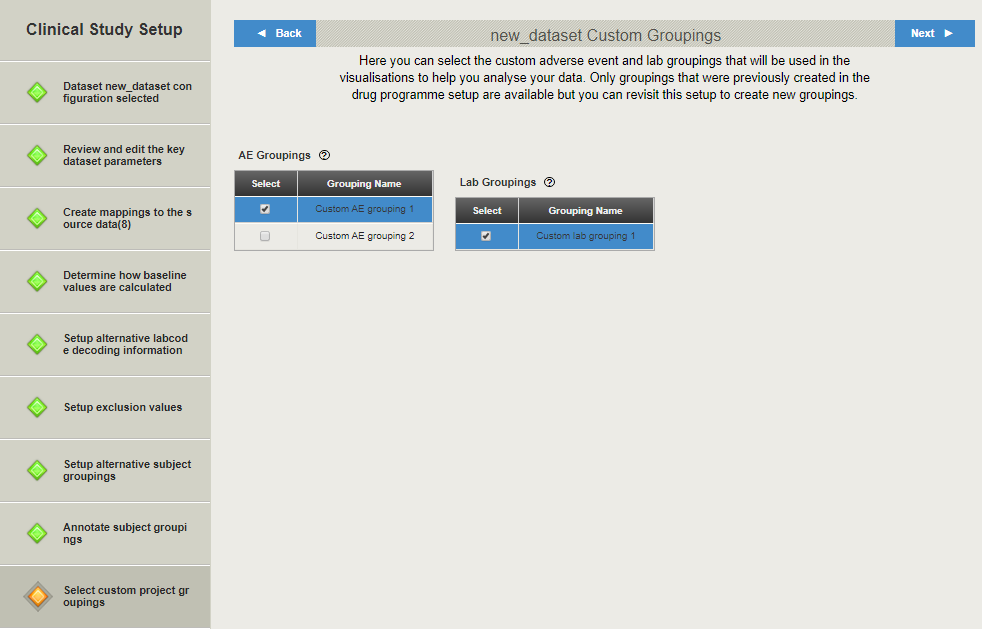 Clinical Study Setup
Dataset new_dataset con
figuration selected
Review and edit the key
dataset parameters
Create mappings to the s
ource data(8)
Determine how baseline
values are calculated
Setup alternative labcod
e decoding information
Setup exclusion values
Setup alternative subject
groupings
Annotate subject groupi
ngs
Select custom project gr
oupings
Back
new_dataset Custom Groupings
Next
Here you can select the custom adverse event and lab groupings that will be used in the
visualisations to help you analyse your data. Only groupings that were previously created in the
drug programme setup are available but you can revisit this setup to create new groupings.
AE Groupings ?
Select Grouping Name
Custom AE grouping 1
Custom AE grouping 2
Lab Groupings ?
Select Grouping Name
Custom lab grouping 1